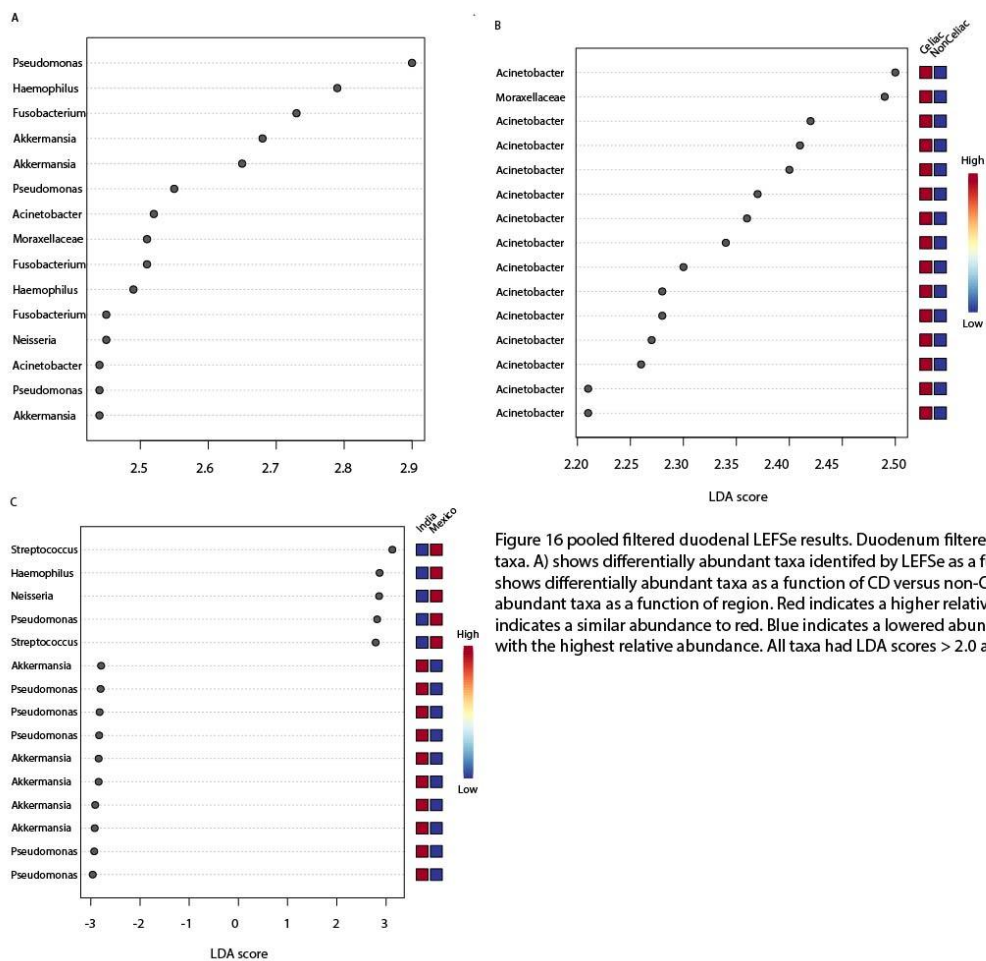 A
Pseudomonas
Haemophilus
Fusobacterium
Akkermansia
Akkermansia
Pseudomonas
Acinetobacter
Moraxellaceae
Fusobacterium
Haemophilus
Fusobacterium
Neisseria
Acinetobacter
Pseudomonas
Akkermansia
2.5 2.6 2.7 2.8 2.9
B
Celiac
NonCeliac
Acinetobacter
Moraxellaceae
Acinetobacter
Acinetobacter
Acinetobacter
Acinetobacter
Acinetobacter
Acinetobacter
Acinetobacter
Acinetobacter
Acinetobacter
Acinetobacter
Acinetobacter
Acinetobacter
Acinetobacter
High
Low
2.20 2.25 2.30 2.35 2.40 2.45 2.50
LDA score
C
India
Mexico
Streptococcus
Haemophilus
Neisseria
Pseudomonas
Streptococcus
Akkermansia
Pseudomonas
Pseudomonas
Pseudomonas
Akkermansia
Akkermansia
Akkermansia
Akkermansia
Pseudomonas
Pseudomonas
High
Low
-3 -2 -1 0 1 2 3
LDA score
Figure 16 pooled filtered duodenal LEFSe results. Duodenum filtere
taxa. A) shows differentially abundant taxa identifed by LEFSe as a f
shows differentially abundant taxa as a function of CD versus non-C
abundant taxa as a function of region. Red indicates a higher relativ
indicates a similar abundance to red. Blue indicates a lowered abun
with the highest relative abundance. All taxa had LDA scores > 2.0 a